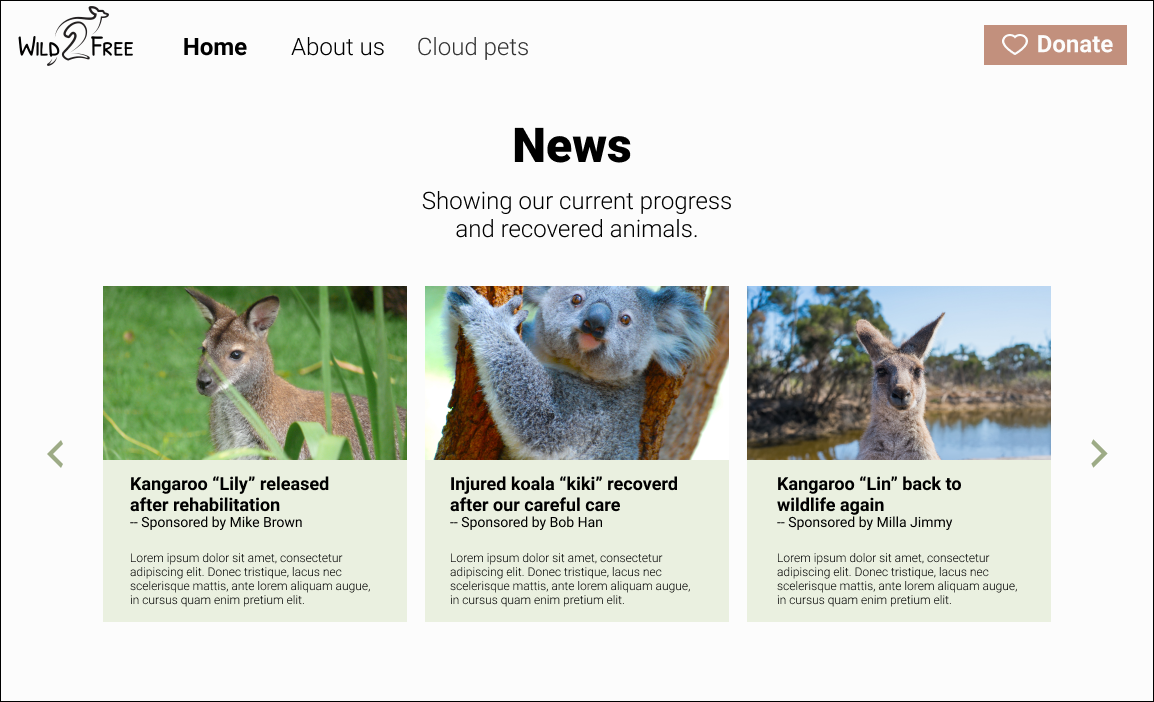 WILD2FREE
Home
About us
Cloud pets
Donate
News
Showing our current progress
and recovered animals.
Kangaroo “Lily” released
after rehabilitation
-- Sponsored by Mike Brown
Lorem ipsum dolor sit amet, consectetur
adipiscing elit. Donec tristique, lacus nec
scelerisque mattis, ante lorem aliquam augue,
in cursus quam enim pretium elit.
Injured koala “kiki” recoverd
after our careful care
-- Sponsored by Bob Han
Lorem ipsum dolor sit amet, consectetur
adipiscing elit. Donec tristique, lacus nec
scelerisque mattis, ante lorem aliquam augue,
in cursus quam enim pretium elit.
Kangaroo “Lin” back to
wildlife again
-- Sponsored by Milla Jimmy
Lorem ipsum dolor sit amet, consectetur
adipiscing elit. Donec tristique, lacus nec
scelerisque mattis, ante lorem aliquam augue,
in cursus quam enim pretium elit.